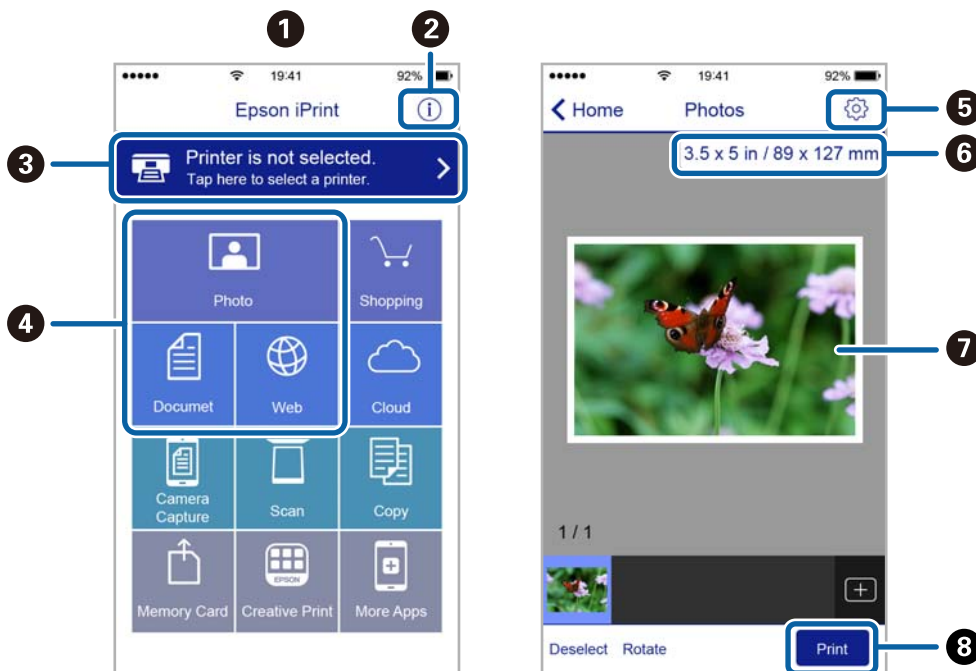 1
2
19:41
92%
Epson iPrint
i
3
Printer is not selected.
Tap here to select a printer.
4
Photo
Shopping
Documet
Web
Cloud
Camera
Capture
Scan
Copy
Memory Card
EPSON
Creative Print
More Apps
19:41
92%
Home
Photos
5
3.5 x 5 in / 89 x 127 mm
6
7
1 / 1
Deselect
Rotate
Print
8